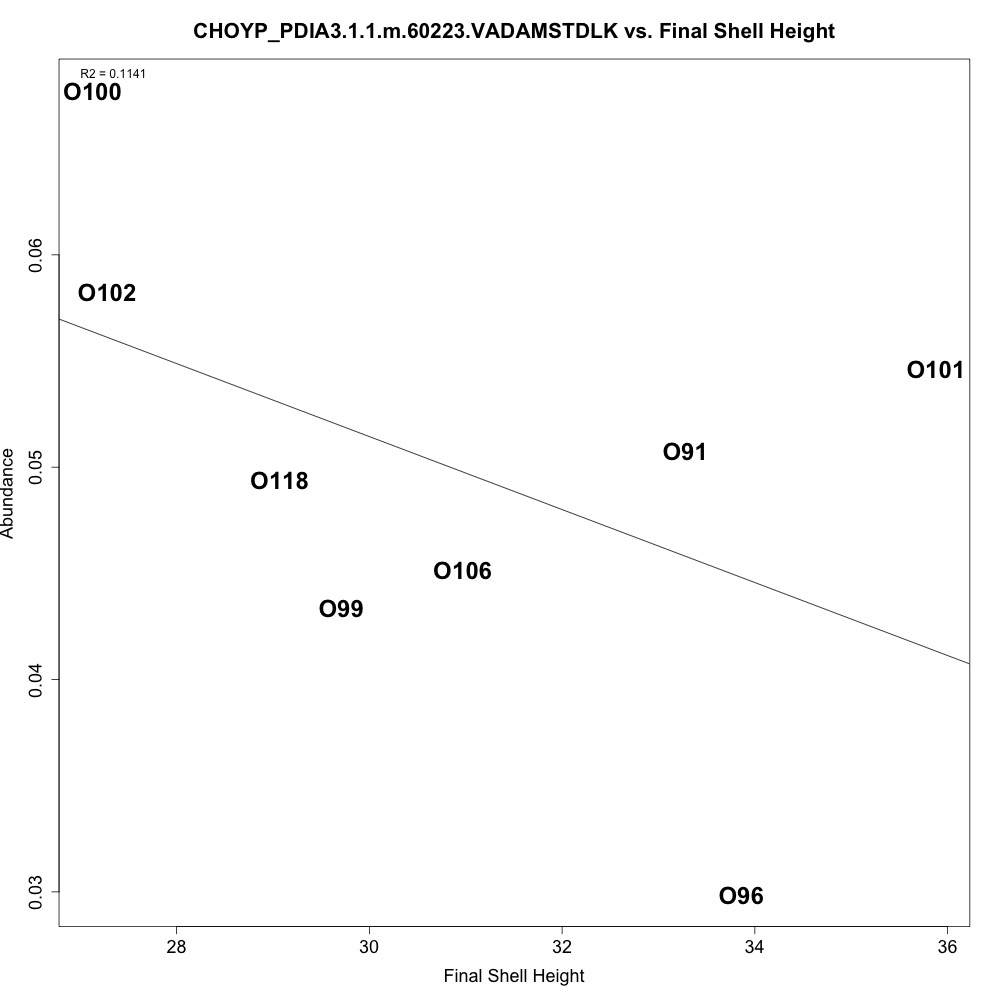 CHOYP_PDIA3.1.1.m.60223.VADAMSTDLK vs. Final Shell Height
R2 = 0.1141
O100
0.06
O102
O101
O91
0.05
O118
Abundance
O106
O99
0.04
0.03
O96
28 30 32 34 36
Final Shell Height